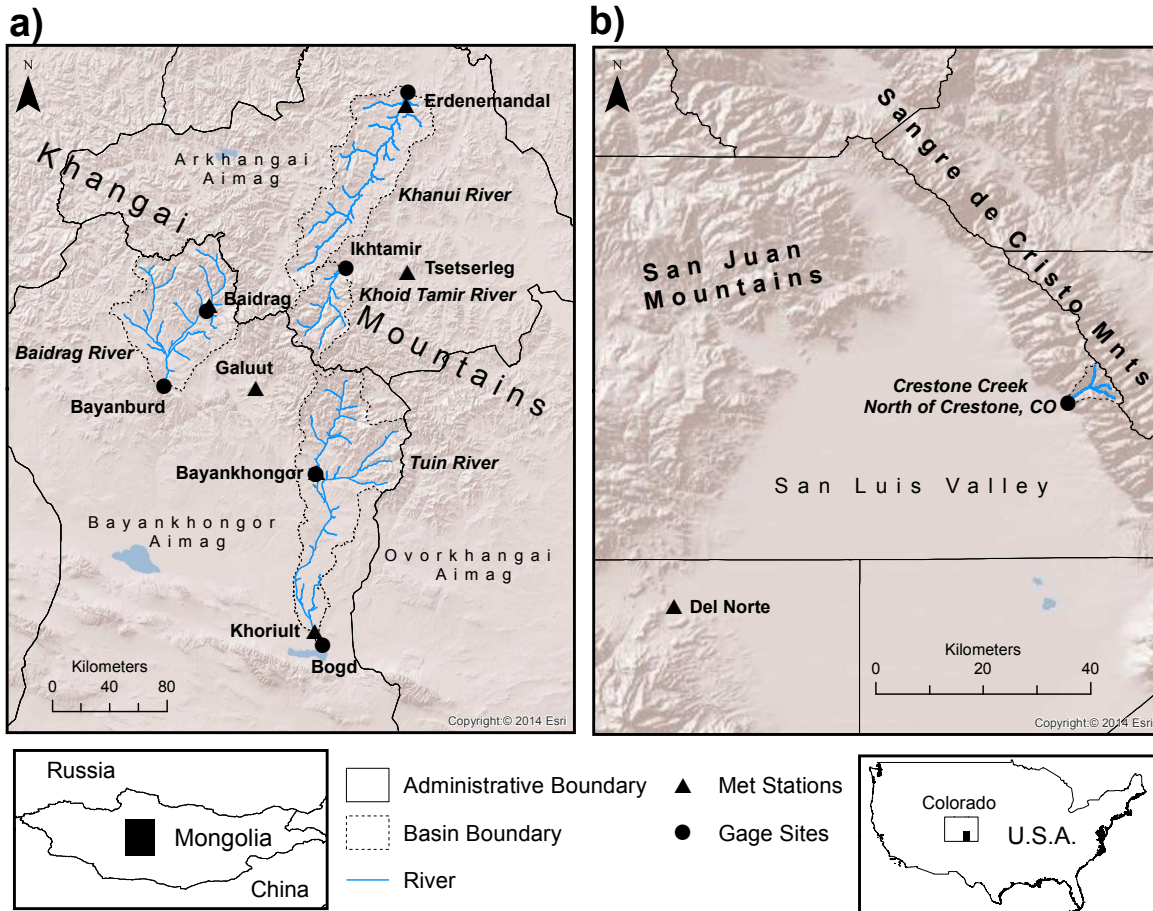 a)
N
Erdenemandal
Khangai
Arkhangai
Aimag
Khanui River
Ikhtamir
Tsetserleg
Khoid Tamir River
Mountains
Baidrag
Baidrag River
Galuut
Bayanburd
Tuin River
Bayankhongor
Bayankhongor
Aimag
Ovorkhangai
Aimag
Khoriult
Bogd
Kilometers
0 40 80
Copyright:© 2014 Esri
b)
N
Sangre de Cristo Mnts
San Juan
Mountains
Crestone Creek
North of Crestone, CO
San Luis Valley
Del Norte
Kilometers
0 20 40
Copyright:© 2014 Esri
Russia
Mongolia
China
Administrative Boundary
Basin Boundary
River
Met Stations
Gage Sites
Colorado
U.S.A.